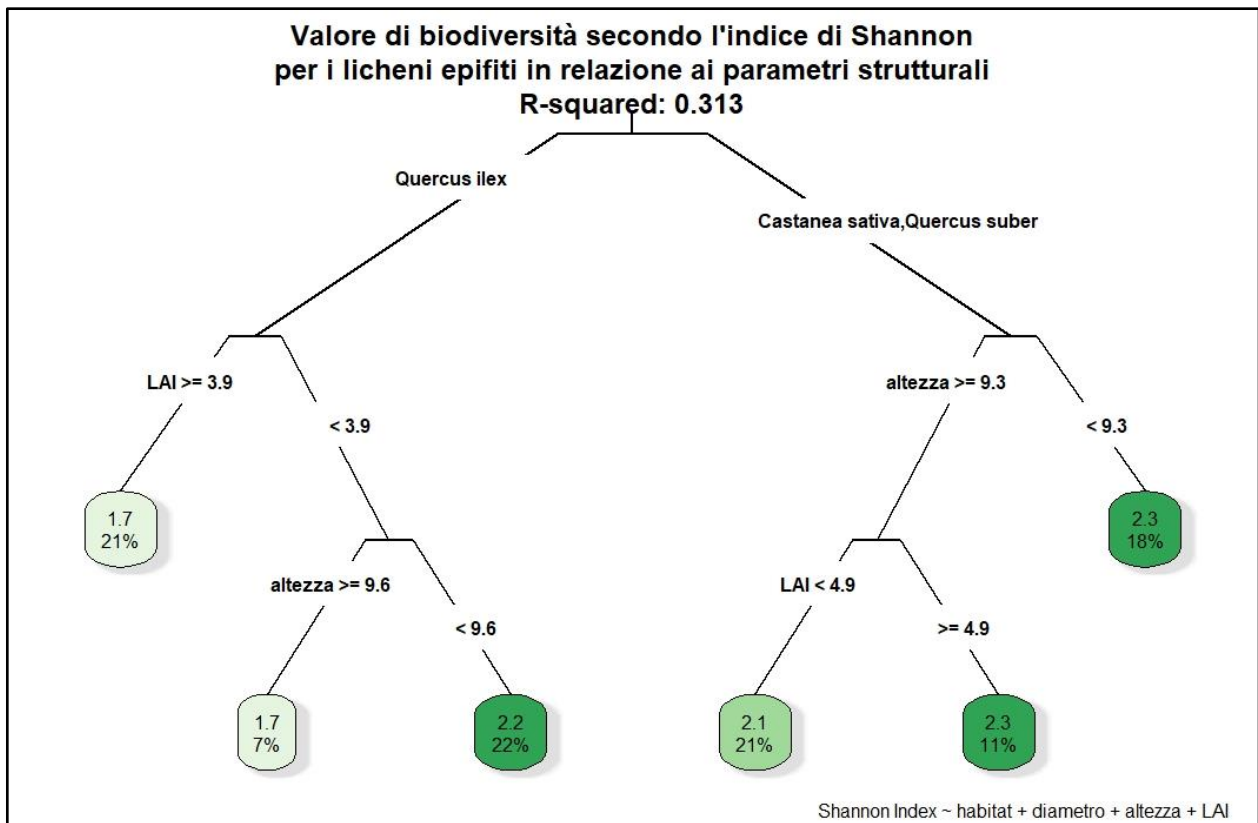 Valore di biodiversità secondo l'indice di Shannon
per i licheni epifiti in relazione ai parametri strutturali
R-squared: 0.313
Quercus ilex
Castanea sativa,Quercus suber
LAI >= 3.9
< 3.9
altezza >= 9.3
< 9.3
1.7
21%
2.3
18%
altezza >= 9.6
< 9.6
LAI < 4.9
>= 4.9
1.7
7%
2.2
22%
2.1
21%
2.3
11%
Shannon Index ~ habitat + diametro + altezza + LAI